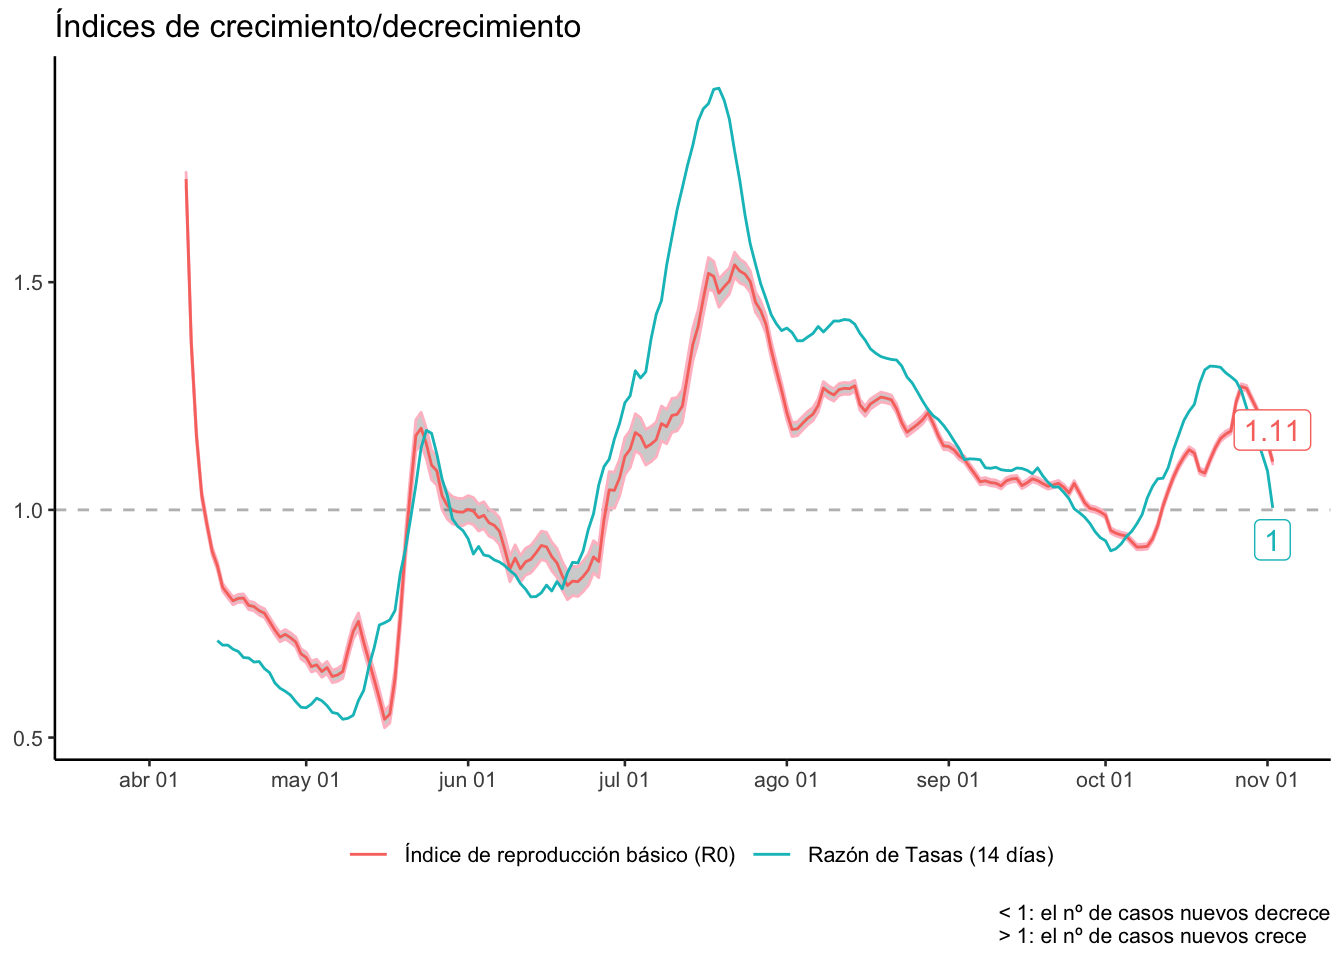 Índices de crecimiento/decrecimiento
1.5
1.0
0.5
1.11
1
abr 01 may 01 jun 01 jul 01 ago 01 sep 01 oct 01 nov 01
Índice de reproducción básico (R0) Razón de Tasas (14 días)
< 1: el nº de casos nuevos decrece
> 1: el nº de casos nuevos crece